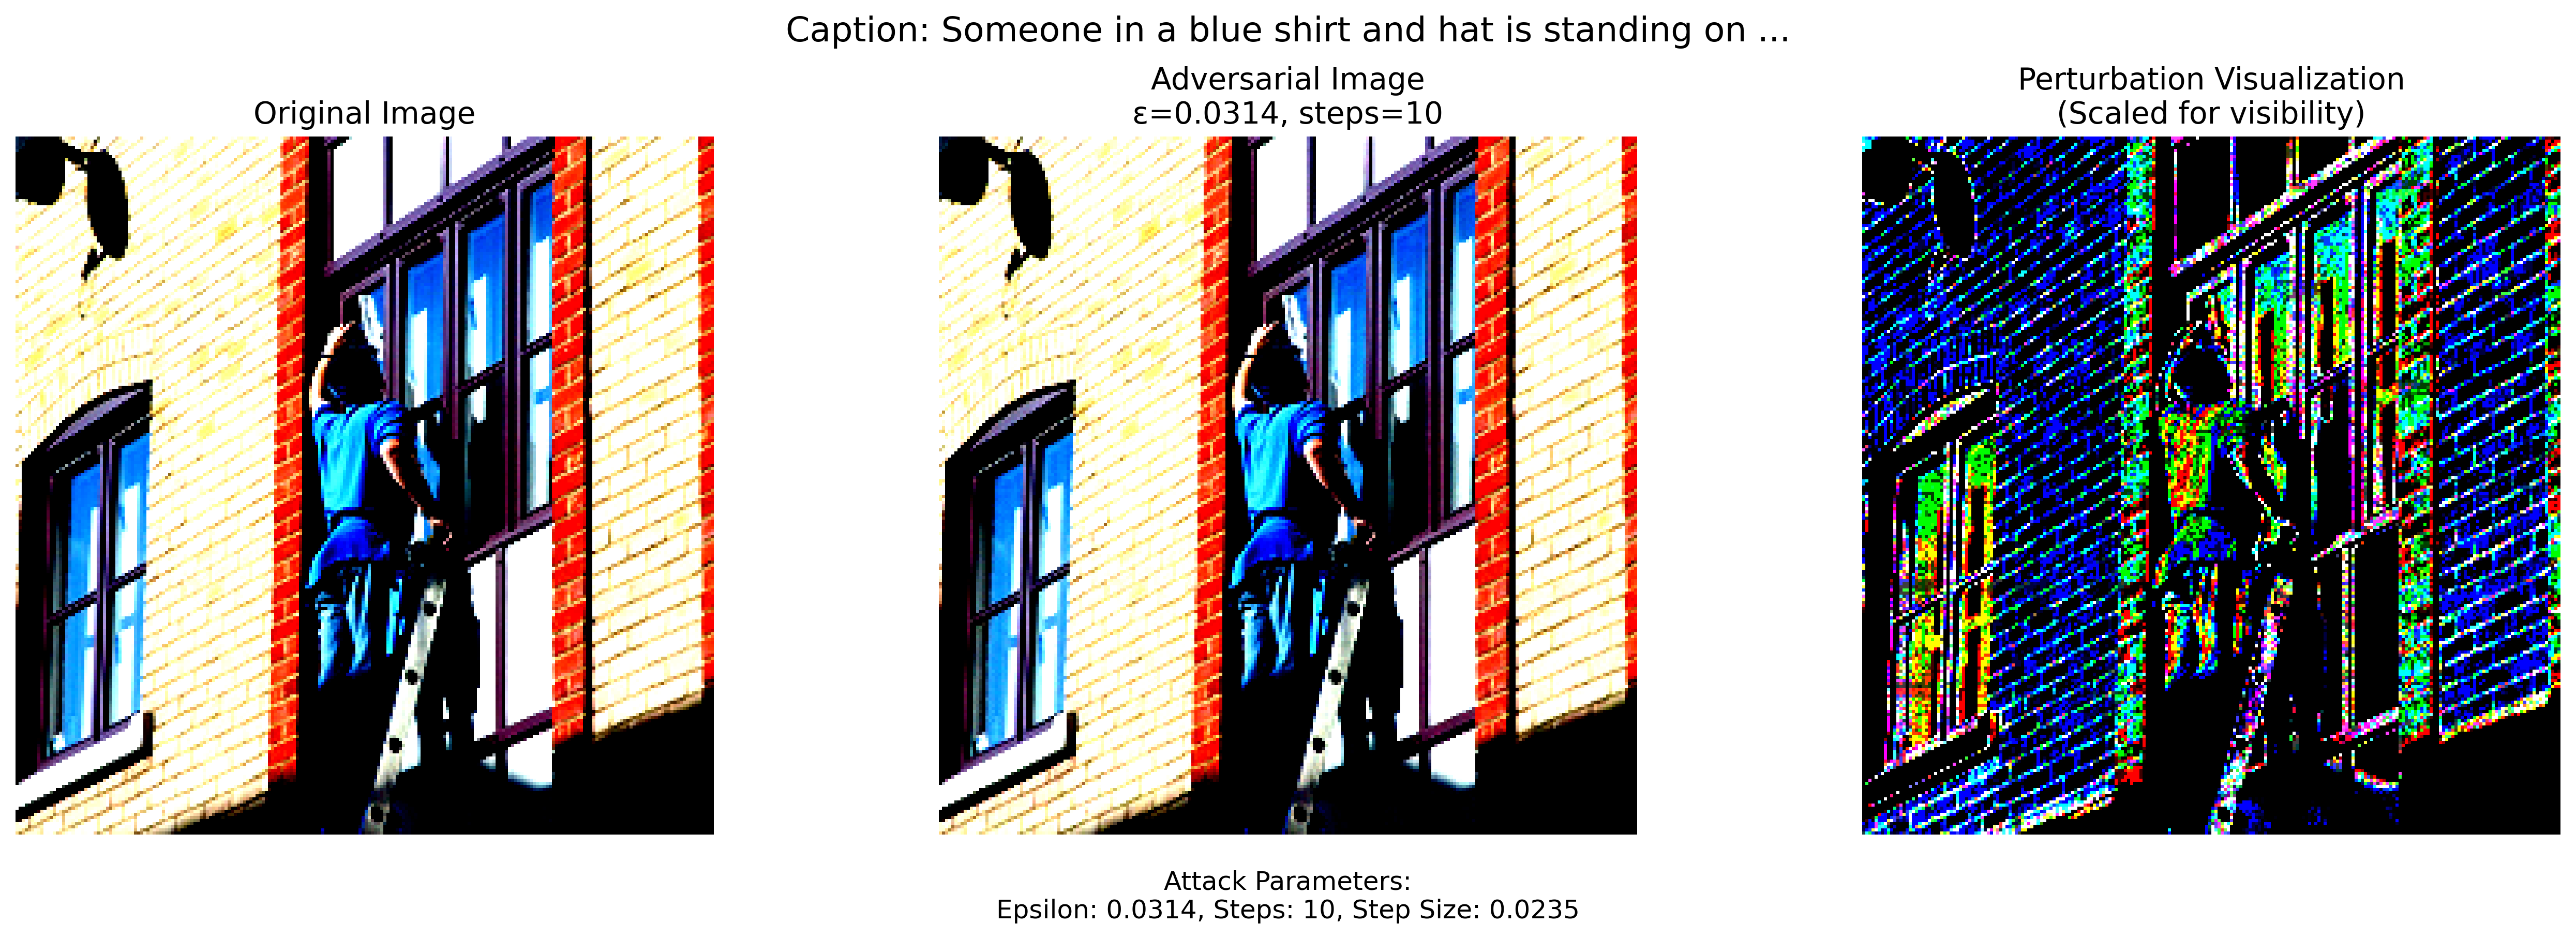 Caption: Someone in a blue shirt and hat is standing on ...
Original Image
Adversarial Image
ε=0.0314, steps=10
Perturbation Visualization
(Scaled for visibility)
Attack Parameters:
Epsilon: 0.0314, Steps: 10, Step Size: 0.0235